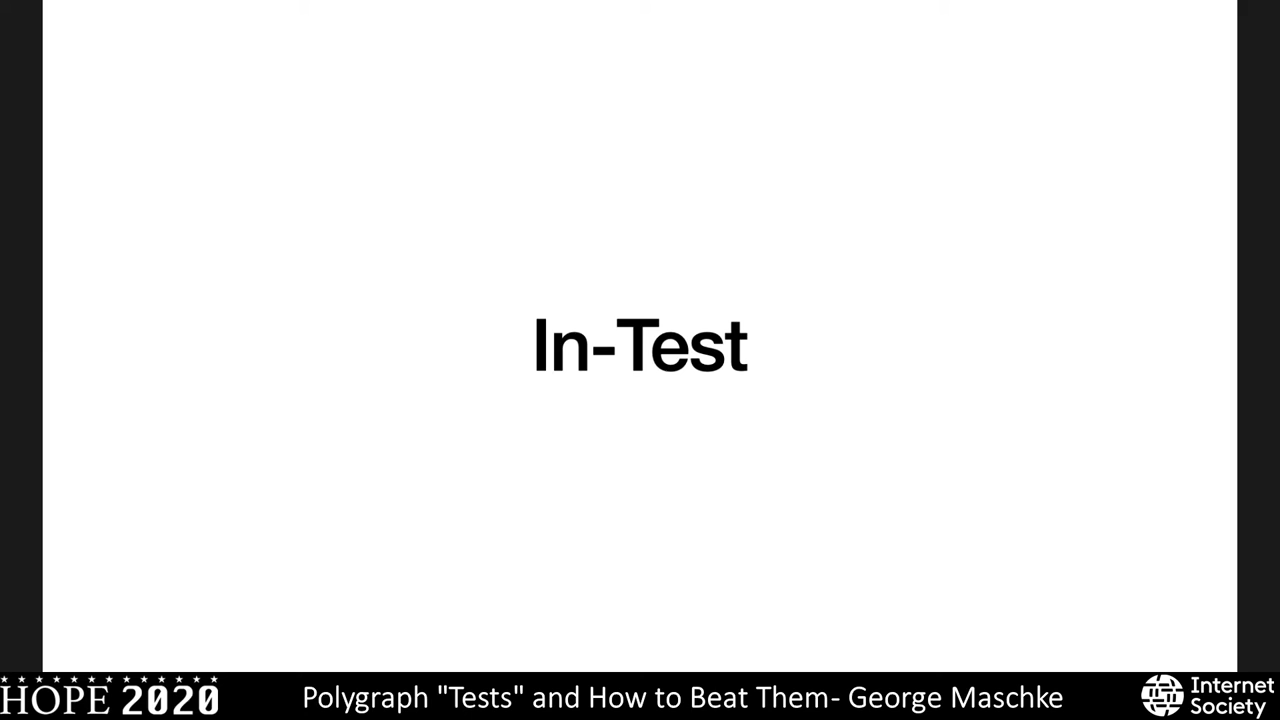 In-Test
HOPE 2020
Polygraph "Tests" and How to Beat Them- George Maschke
Internet
Society